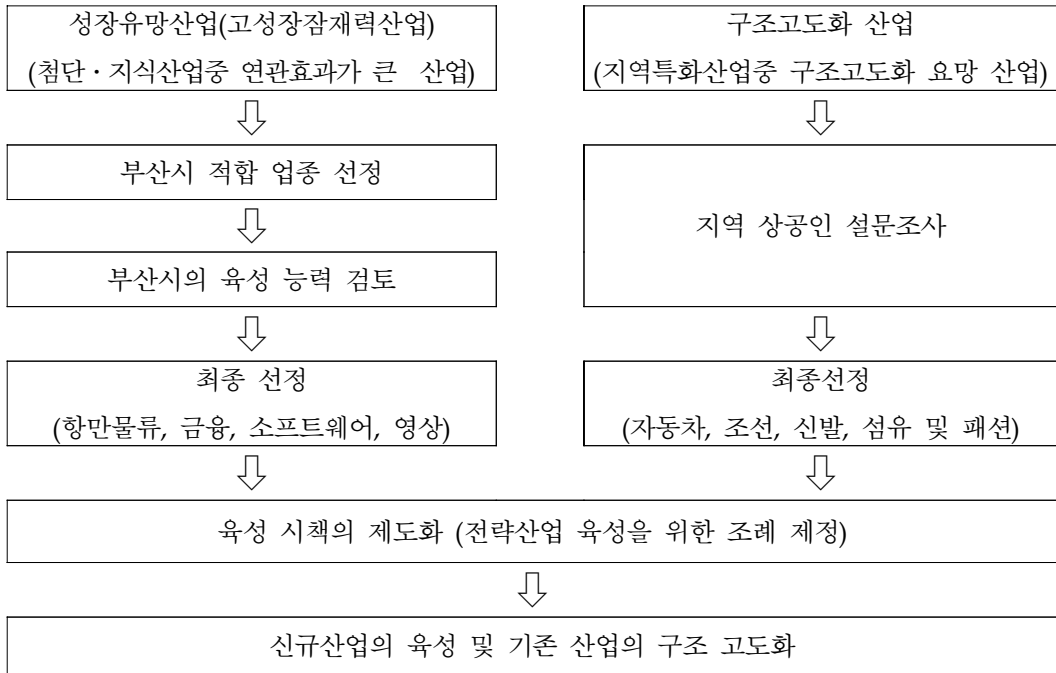 성장유망산업(고성장잠재력산업)
(첨단·지식산업중 연관효과가 큰 산업)
부산시 적합 업종 선정
부산시의 육성 능력 검토
최종 선정
(항만물류, 금융, 소프트웨어, 영상)
구조고도화 산업
(지역특화산업중 구조고도화 요망 산업)
지역 상공인 설문조사
최종선정
(자동차, 조선, 신발, 섬유 및 패션)
육성 시책의 제도화 (전략산업 육성을 위한 조례 제정)
신규산업의 육성 및 기존 산업의 구조 고도화